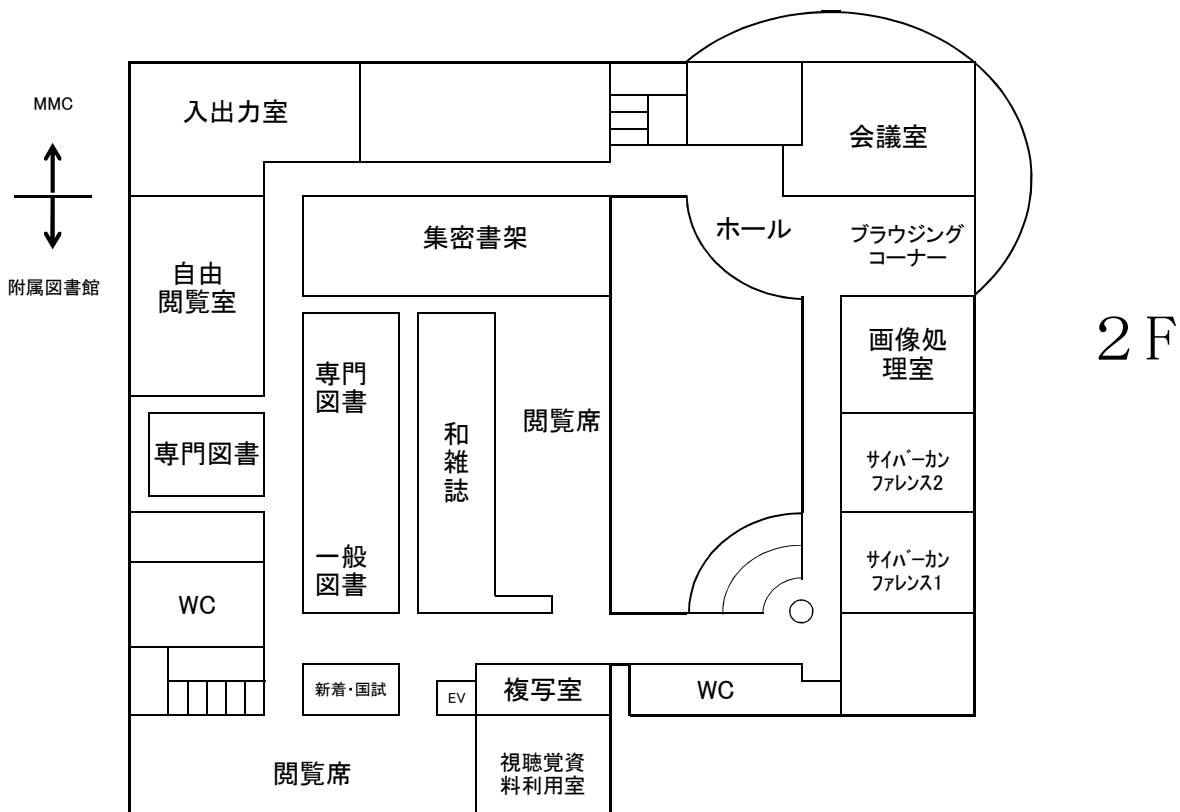 MMC
附属図書館
入出力室
会議室
集密書架
ホール
ブラウジング
コーナー
自由
閲覧室
2F
画像処
理室
専門
図書
和
雑
誌
閲覧席
専門図書
サイバーカン
ファレンス2
一般
図書
サイバーカン
ファレンス1
WC
新着・国試
EV
複写室
WC
閲覧席
視聴覚資
料利用室